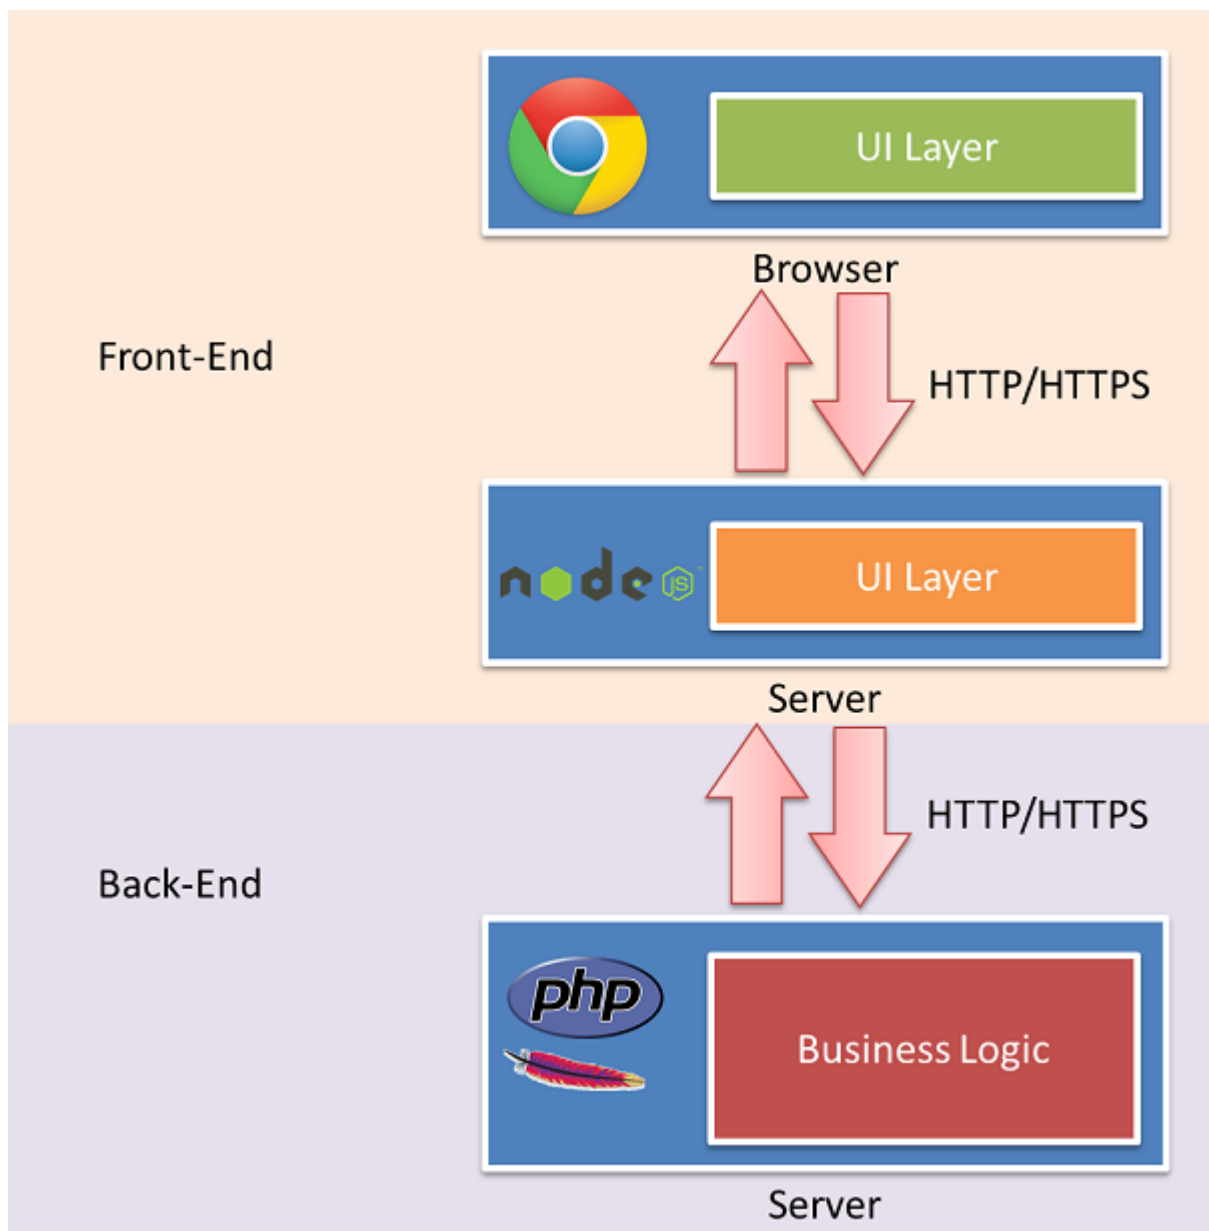 UI Layer
Browser
Front-End
HTTP/HTTPS
node JS ™
UI Layer
Server
HTTP/HTTPS
Back-End
php
Business Logic
Server